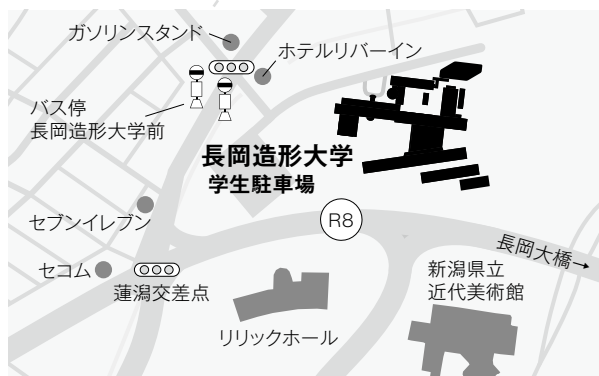 ガソリンスタンド
ホテルリバーイン
バス停
長岡造形大学前
長岡造形大学
学生駐車場
セブンイレブン
R8
長岡大橋→
セコム
蓮潟交差点
新潟県立
近代美術館
リリックホール